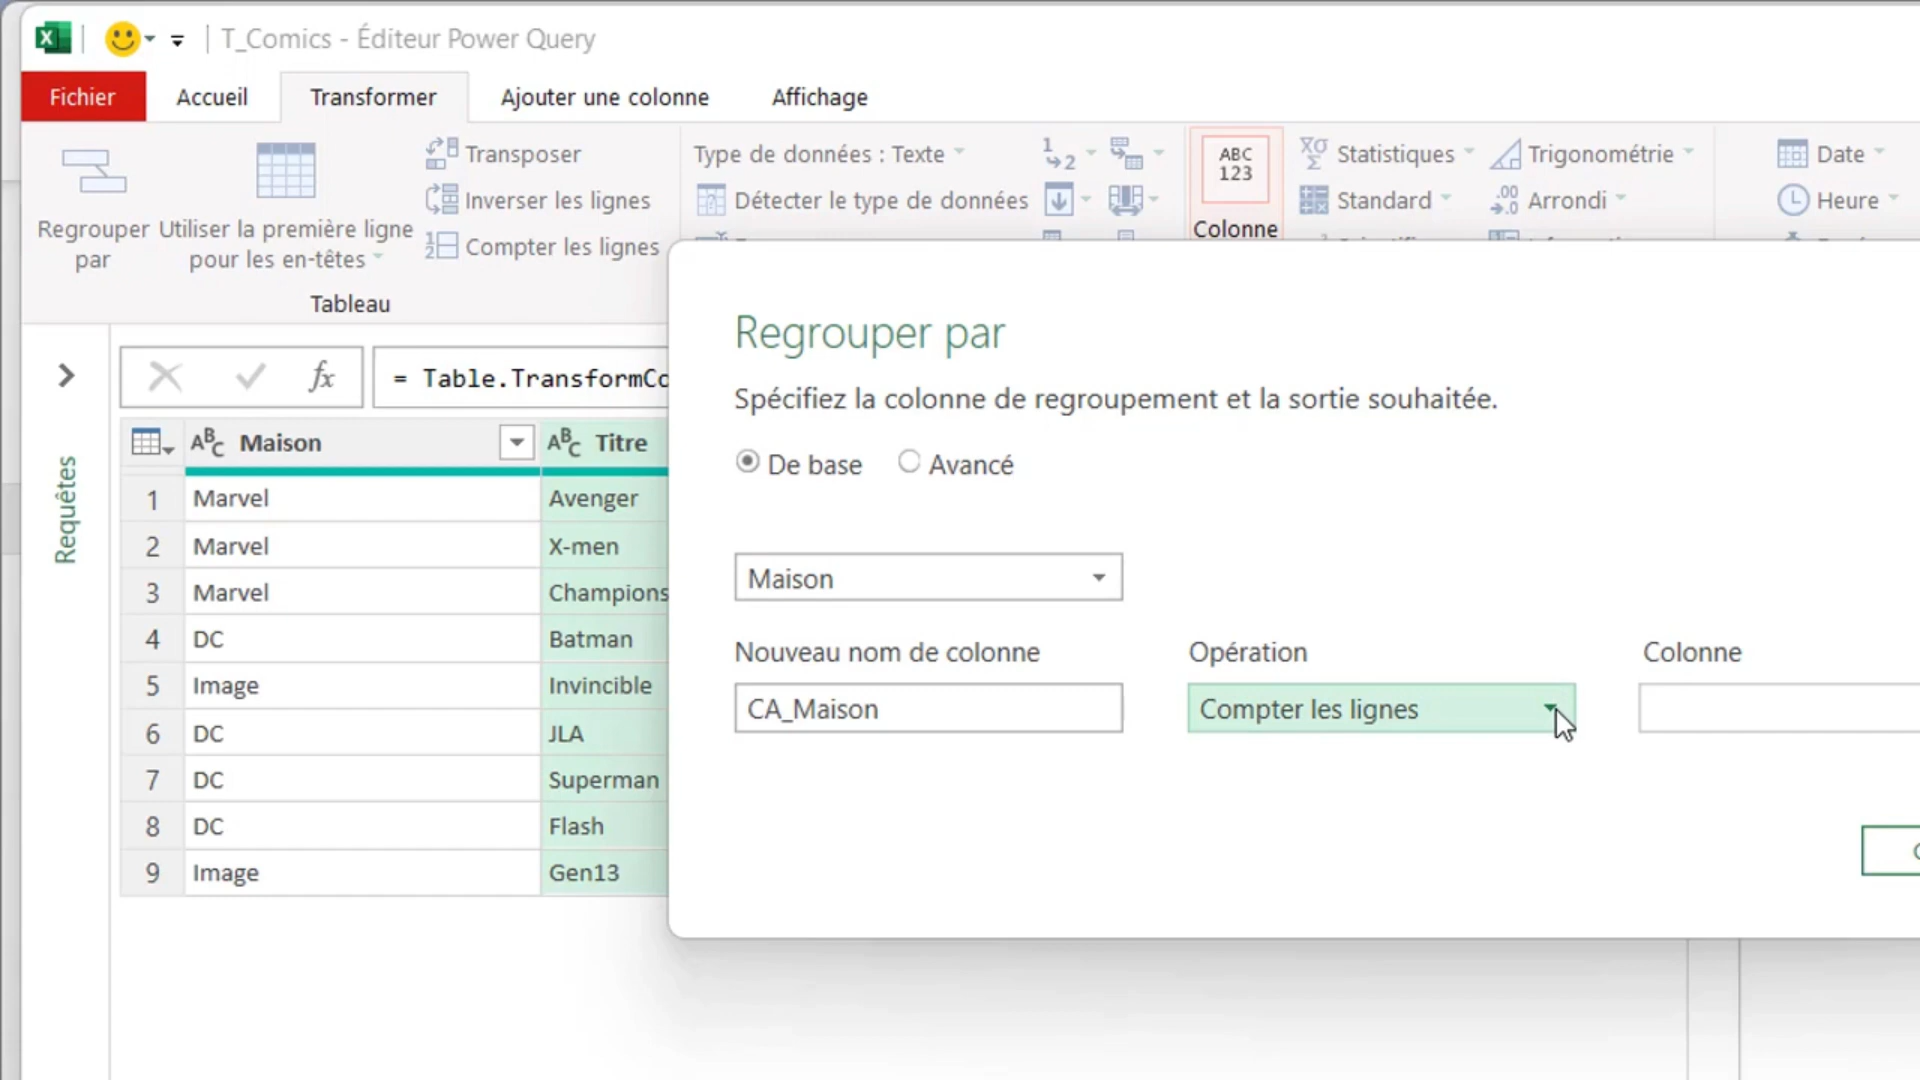 T_Comics - Éditeur Power Query
Fichier
Accueil
Transformer
Ajouter une colonne
Affichage
Regrouper
par
Utiliser la première ligne
pour les en-têtes
Transposer
Inverser les lignes
Compter les lignes
Tableau
Type de données : Texte
Détecter le type de données
1
2
ABC
123
Colonne
Statistiques
Standard
Trigonométrie
Arrondi
Date
Heure
fx
= Table.TransformCo
Requêtes
ABC Maison
ABC Titre
1 Marvel Avenger
2 Marvel X-men
3 Marvel Champions
4 DC Batman
5 Image Invincible
6 DC JLA
7 DC Superman
8 DC Flash
9 Image Gen13
Regrouper par
Spécifiez la colonne de regroupement et la sortie souhaitée.
De base
Avancé
Maison
Nouveau nom de colonne
Opération
Colonne
CA_Maison
Compter les lignes